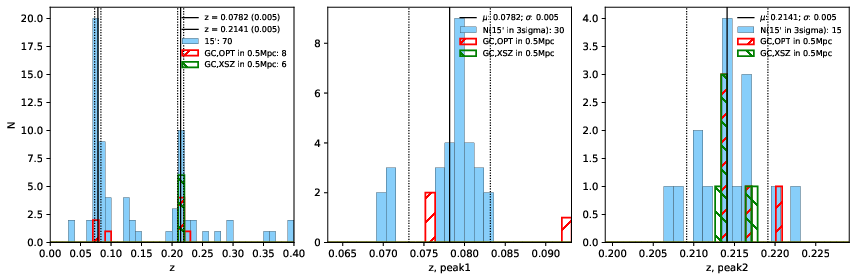 z = 0.0782 (0.005)
z = 0.2141 (0.005)
15': 70
GC,OPT in 0.5Mpc: 8
GC,XSZ in 0.5Mpc: 6
N
20.0
17.5
15.0
12.5
10.0
7.5
5.0
2.5
0.0
0.00 0.05 0.10 0.15 0.20 0.25 0.30 0.35 0.40
z
μ: 0.0782; σ: 0.005
N(15' in 3sigma): 30
GC,OPT in 0.5Mpc
GC,XSZ in 0.5Mpc
8
6
4
2
0
0.065 0.070 0.075 0.080 0.085 0.090
z, peak1
μ: 0.2141; σ: 0.005
N(15' in 3sigma): 15
GC,OPT in 0.5Mpc
GC,XSZ in 0.5Mpc
4.0
3.5
3.0
2.5
2.0
1.5
1.0
0.5
0.0
0.200 0.205 0.210 0.215 0.220 0.225
z, peak2